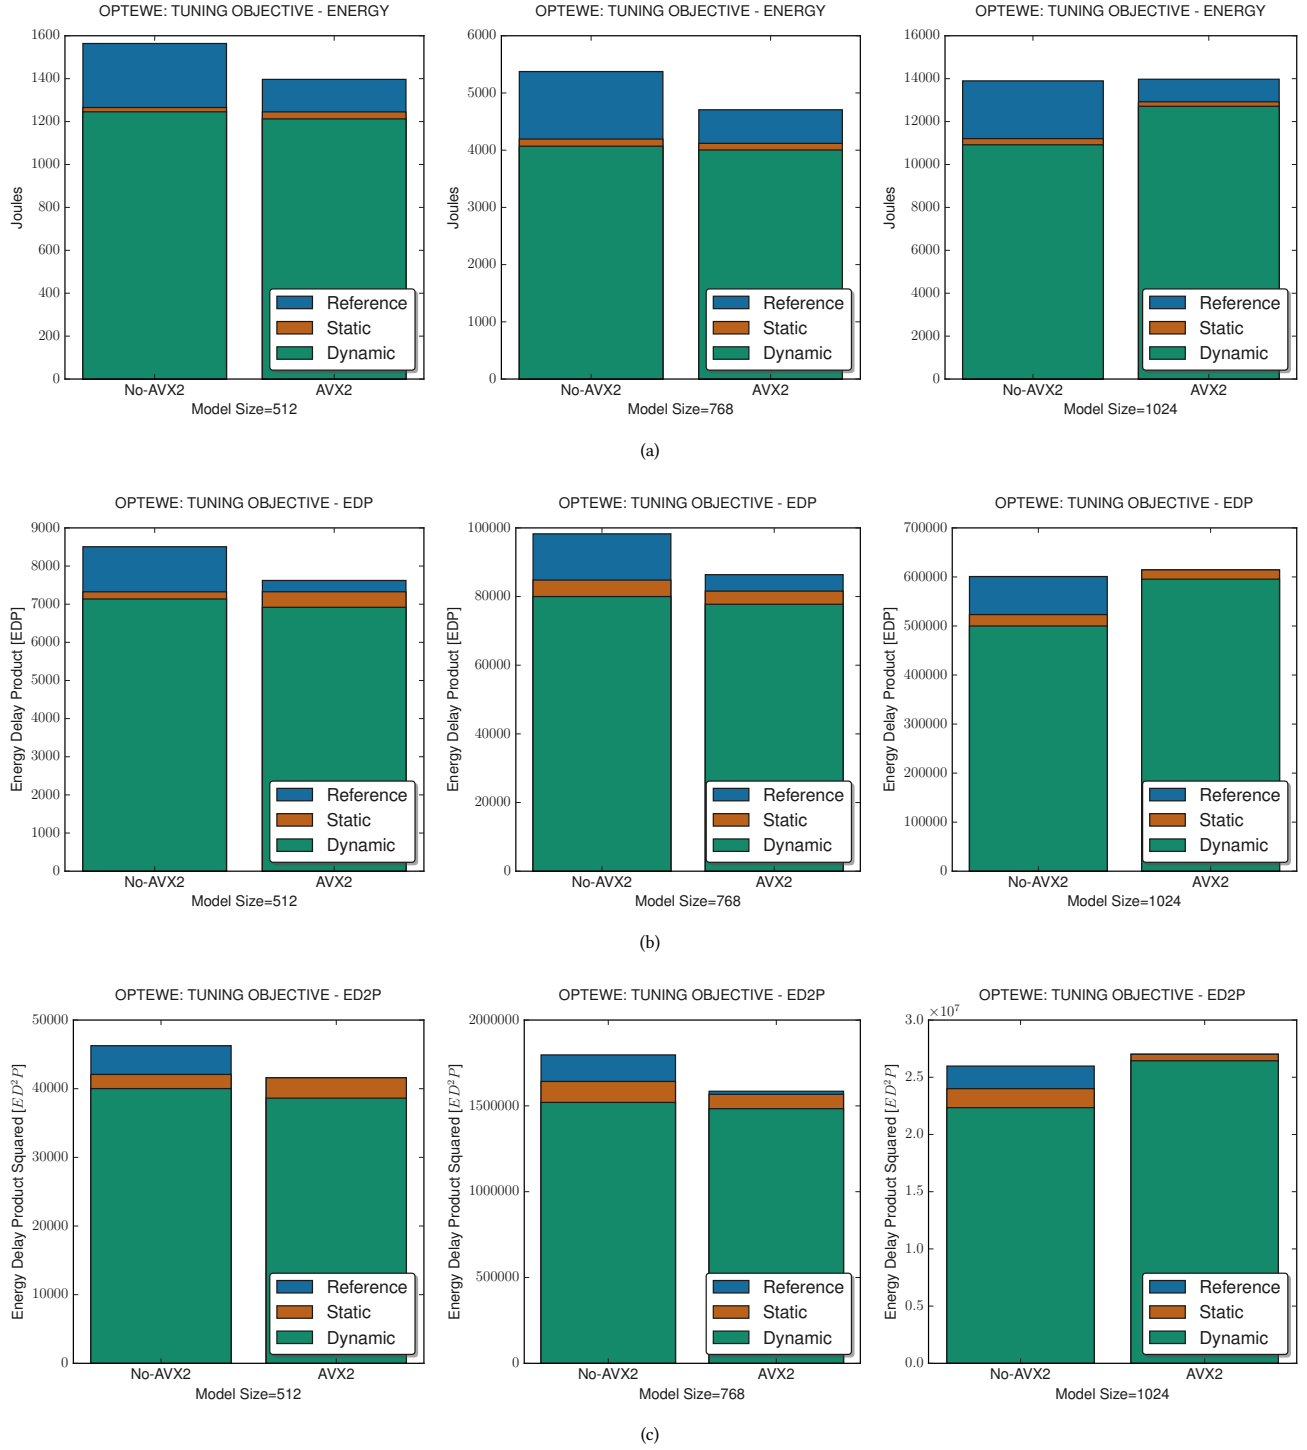 OPTEWE: TUNING OBJECTIVE - ENERGY
1600
1400
1200
1000
800
600
400
200
0
Joules
Reference
Static
Dynamic
No-AVX2
AVX2
Model Size=512
OPTEWE: TUNING OBJECTIVE - ENERGY
6000
5000
4000
3000
2000
1000
0
Joules
Reference
Static
Dynamic
No-AVX2
AVX2
Model Size=768
OPTEWE: TUNING OBJECTIVE - ENERGY
16000
14000
12000
10000
8000
6000
4000
2000
0
Joules
Reference
Static
Dynamic
No-AVX2
AVX2
Model Size=1024
(a)
OPTEWE: TUNING OBJECTIVE - EDP
9000
8000
7000
6000
5000
4000
3000
2000
1000
0
Energy Delay Product [EDP]
Reference
Static
Dynamic
No-AVX2
AVX2
Model Size=512
OPTEWE: TUNING OBJECTIVE - EDP
100000
80000
60000
40000
20000
0
Energy Delay Product [EDP]
Reference
Static
Dynamic
No-AVX2
AVX2
Model Size=768
OPTEWE: TUNING OBJECTIVE - EDP
700000
600000
500000
400000
300000
200000
100000
0
Energy Delay Product [EDP]
Reference
Static
Dynamic
No-AVX2
AVX2
Model Size=1024
(b)
OPTEWE: TUNING OBJECTIVE - ED2P
50000
40000
30000
20000
10000
0
Energy Delay Product Squared [ED²P]
Reference
Static
Dynamic
No-AVX2
AVX2
Model Size=512
OPTEWE: TUNING OBJECTIVE - ED2P
2000000
1500000
1000000
500000
0
Energy Delay Product Squared [ED²P]
Reference
Static
Dynamic
No-AVX2
AVX2
Model Size=768
OPTEWE: TUNING OBJECTIVE - ED2P
×10⁷
3.0
2.5
2.0
1.5
1.0
0.5
0.0
Energy Delay Product Squared [ED²P]
Reference
Static
Dynamic
No-AVX2
AVX2
Model Size=1024
(c)